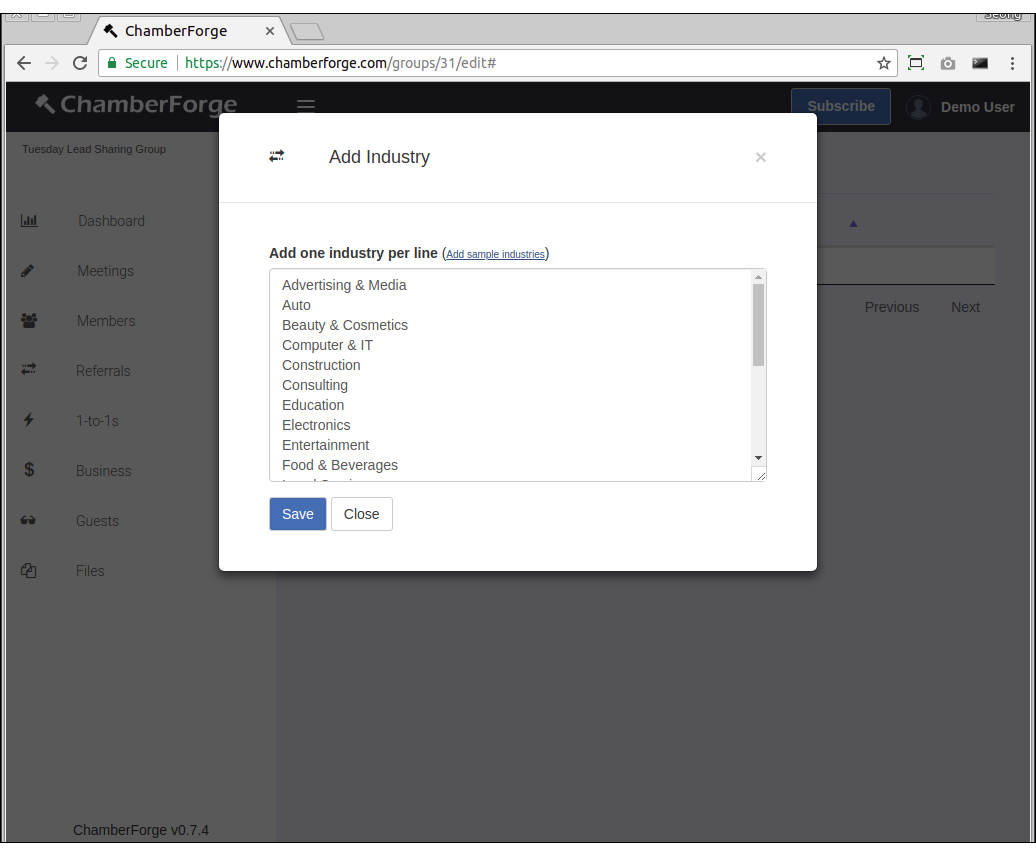 Seong
ChamberForge
Secure
https://www.chamberforge.com/groups/31/edit#
ChamberForge
Subscribe
Demo User
Tuesday Lead Sharing Group
Add Industry
Dashboard
Meetings
Members
Referrals
1-to-1s
Business
Guests
Files
Add one industry per line (Add sample industries)
Advertising & Media
Auto
Beauty & Cosmetics
Computer & IT
Construction
Consulting
Education
Electronics
Entertainment
Food & Beverages
Save
Close
Previous
Next
ChamberForge v0.7.4